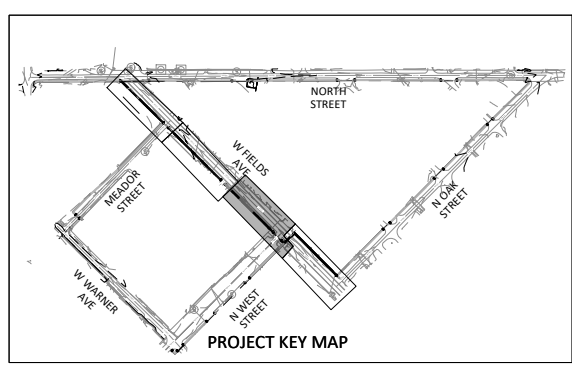 NORTH
STREET
W FIELDS
AVE
MEADOR
STREET
N OAK
STREET
W WARNER
AVE
N WEST
STREET
PROJECT KEY MAP